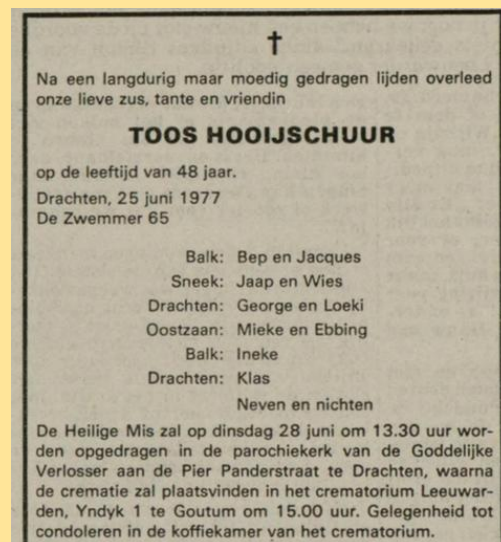 Na een langdurig maar moedig gedragen lijden overleed
onze lieve zus, tante en vriendin
TOOS HOOIJSCHUUR
op de leeftijd van 48 jaar.
Drachten, 25 juni 1977
De Zwemmer 65
Balk: Bep en Jacques
Sneek: Jaap en Wies
Drachten: George en Loeki
Oostzaan: Mieke en Ebbing
Balk: Ineke
Drachten: Klas
Neven en nichten
De Heilige Mis zal op dinsdag 28 juni om 13.30 uur wor-
den opgedragen in de parochiekerk van de Goddelijke
Verlosser aan de Pier Panderstraat te Drachten, waarna
de crematie zal plaatsvinden in het crematorium Leeuwar-
den, Yndyk 1 te Goutum om 15.00 uur. Gelegenheid tot
condoleren in de koffiekamer van het crematorium.